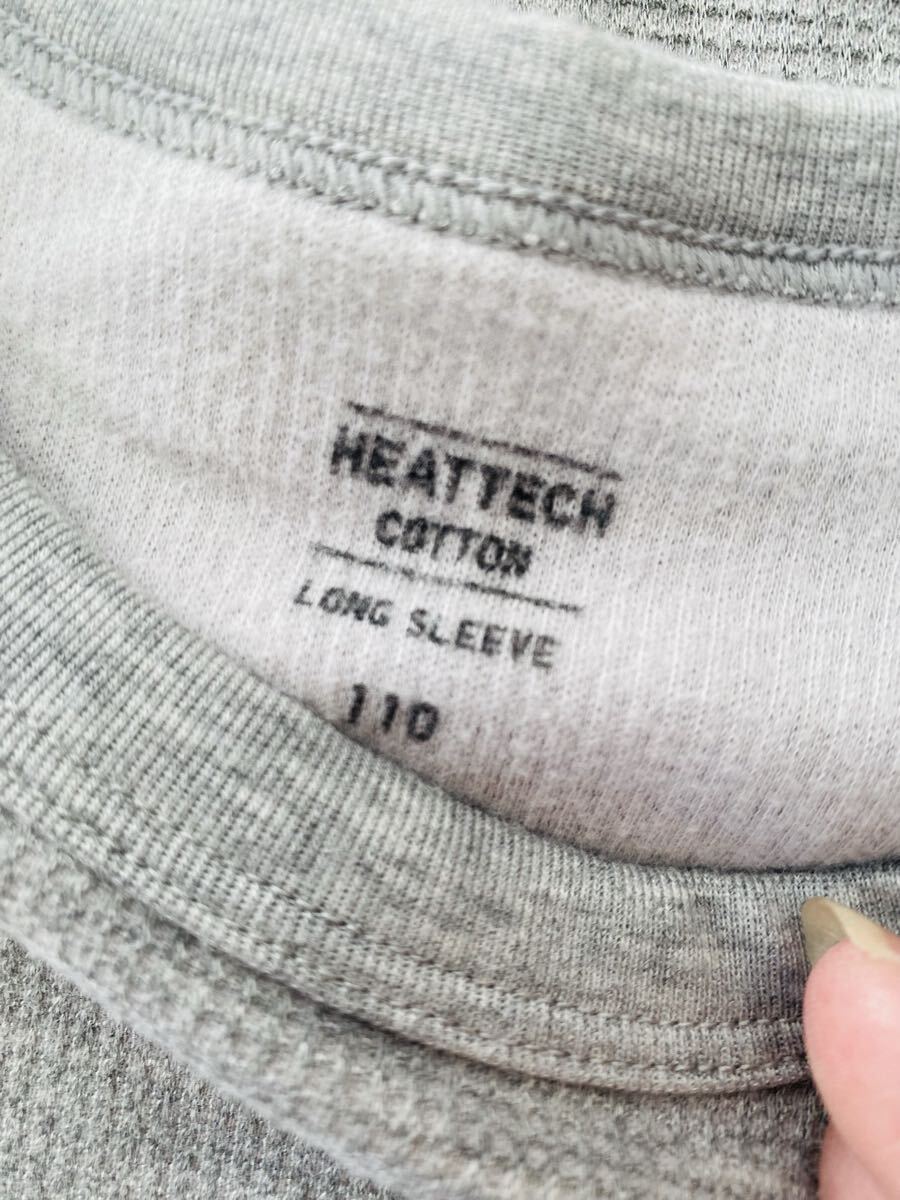 HEATTECH
COTTON
LONG SLEEVE
110